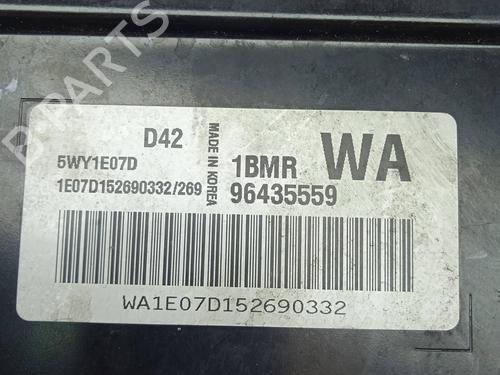 B PARTS
D42
MADE IN KOREA
1BMR
WA
5WY1E07D
1E07D152690332/269
96435559
WA1E07D152690332